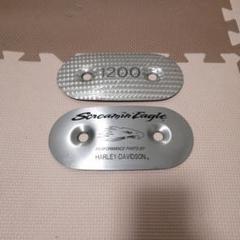 1200
Screamin' Eagle
PERFORMANCE PARTS BY
HARLEY-DAVIDSON